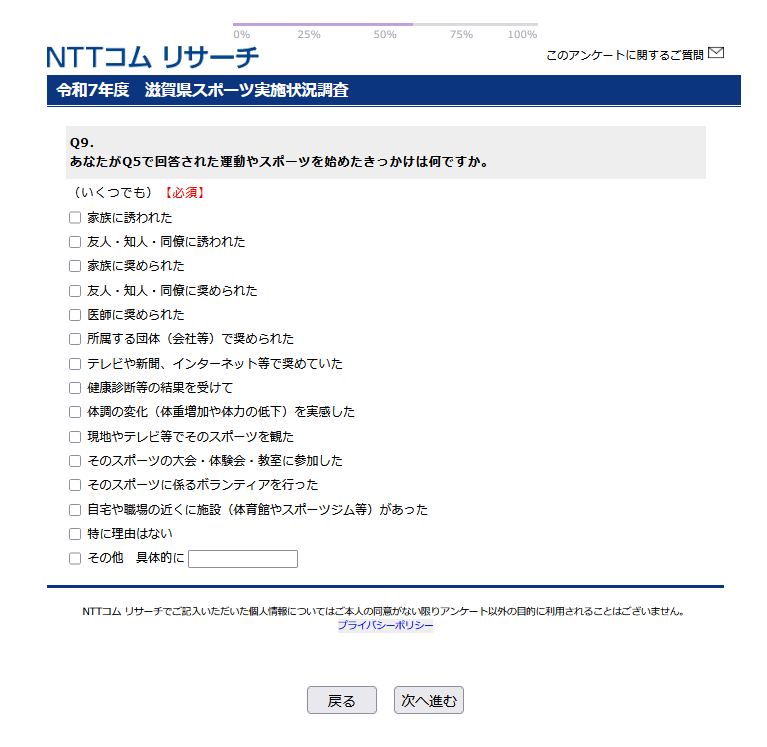 0% 25% 50% 75% 100%
NTTコム リサーチ
このアンケートに関するご質問
令和7年度　滋賀県スポーツ実施状況調査
Q9.
あなたがQ5で回答された運動やスポーツを始めたきっかけは何ですか。
（いくつでも）【必須】
家族に誘われた
友人・知人・同僚に誘われた
家族に奨められた
友人・知人・同僚に奨められた
医師に奨められた
所属する団体（会社等）で奨められた
テレビや新聞、インターネット等で奨めていた
健康診断等の結果を受けて
体調の変化（体重増加や体力の低下）を実感した
現地やテレビ等でそのスポーツを観た
そのスポーツの大会・体験会・教室に参加した
そのスポーツに係るボランティアを行った
自宅や職場の近くに施設（体育館やスポーツジム等）があった
特に理由はない
その他　具体的に
NTTコム リサーチでご記入いただいた個人情報についてはご本人の同意がない限りアンケート以外の目的に利用されることはございません。
プライバシーポリシー
戻る 次へ進む